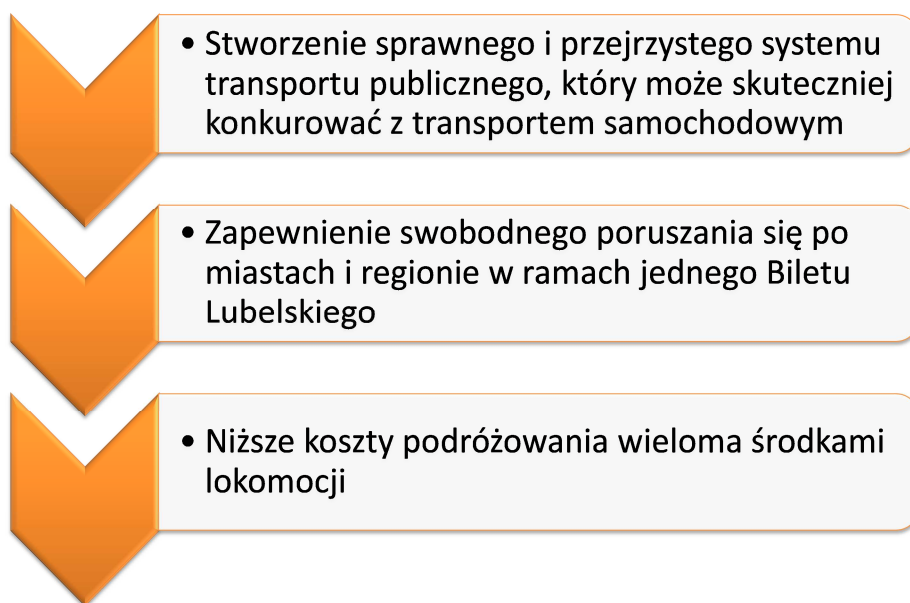 • Stworzenie sprawnego i przejrzystego systemu
transportu publicznego, który może skuteczniej
konkurować z transportem samochodowym
• Zapewnienie swobodnego poruszania się po
miastach i regionie w ramach jednego Biletu
Lubelskiego
• Niższe koszty podróżowania wieloma środkami
lokomocji